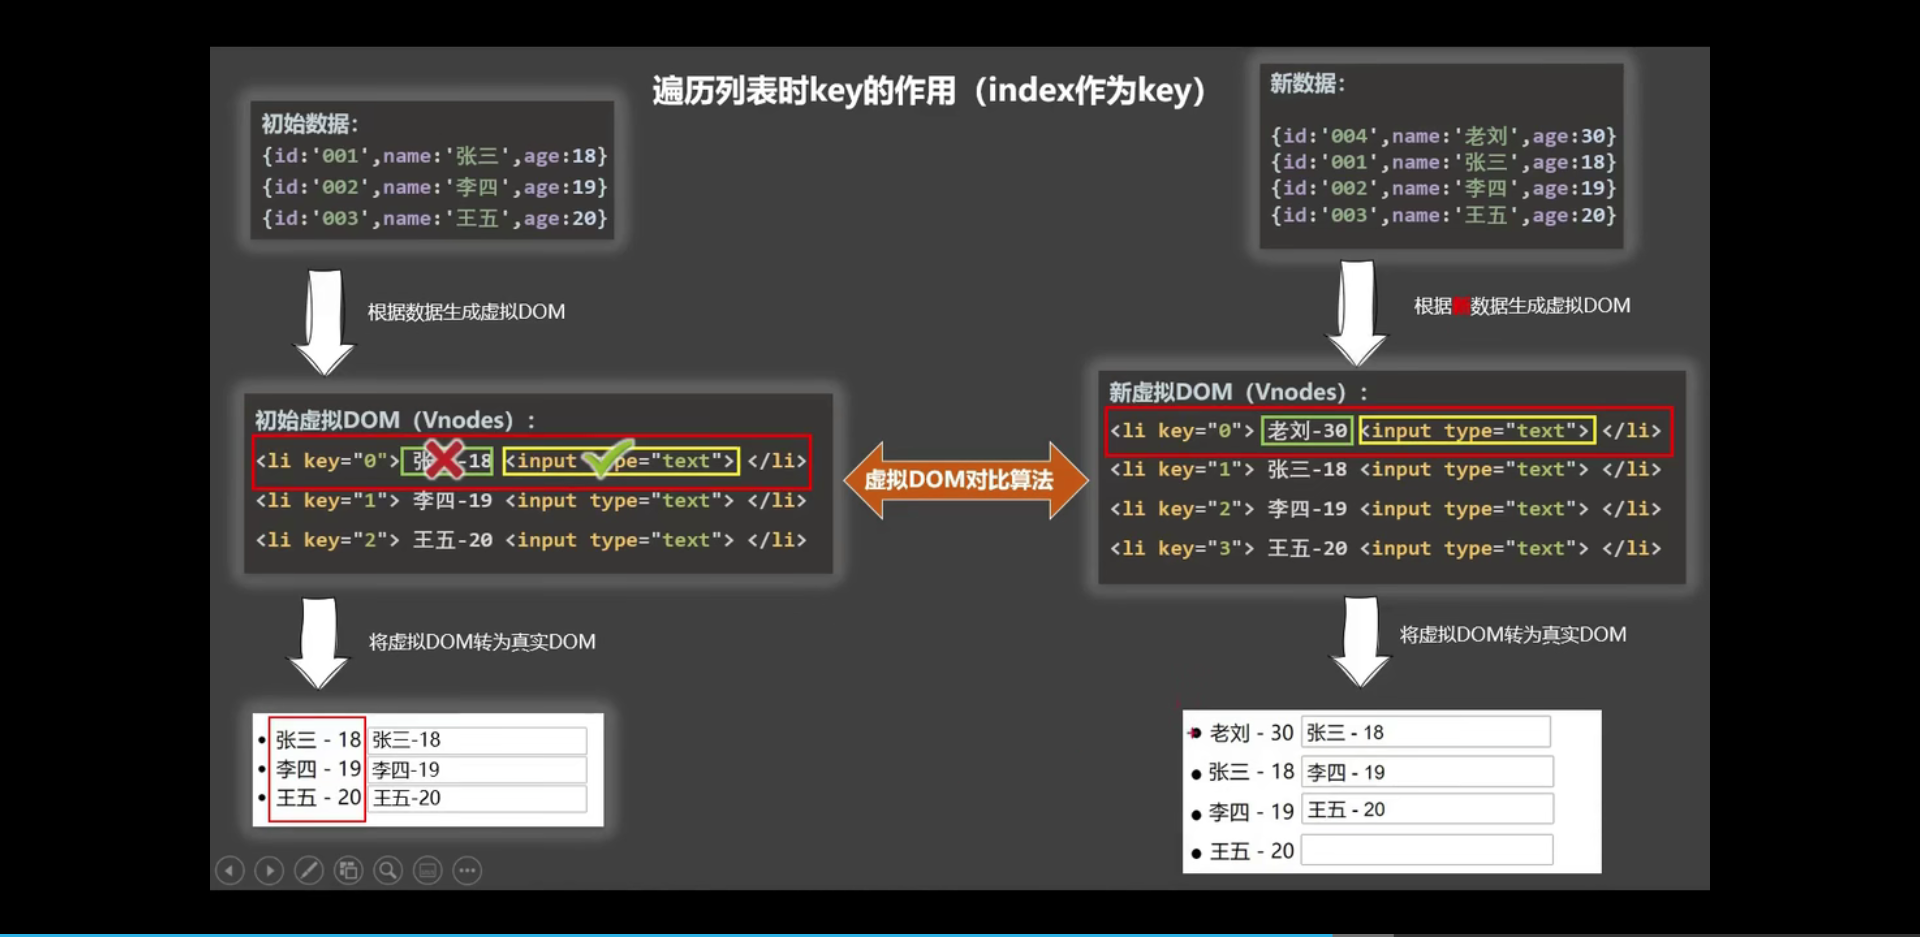 遍历列表时key的作用（index作为key）
初始数据：
{id:'001',name:'张三',age:18}
{id:'002',name:'李四',age:19}
{id:'003',name:'王五',age:20}
根据数据生成虚拟DOM
初始虚拟DOM（Vnodes）：
<li key="0"> 张 -18 <input pe="text"> </li>
<li key="1"> 李四-19 <input type="text"> </li>
<li key="2"> 王五-20 <input type="text"> </li>
将虚拟DOM转为真实DOM
张三 - 18 张三-18
李四 - 19 李四-19
王五 - 20 王五-20
虚拟DOM对比算法
新数据：
{id:'004',name:'老刘',age:30}
{id:'001',name:'张三',age:18}
{id:'002',name:'李四',age:19}
{id:'003',name:'王五',age:20}
根据新数据生成虚拟DOM
新虚拟DOM（Vnodes）：
<li key="0"> 老刘-30 <input type="text"> </li>
<li key="1"> 张三-18 <input type="text"> </li>
<li key="2"> 李四-19 <input type="text"> </li>
<li key="3"> 王五-20 <input type="text"> </li>
将虚拟DOM转为真实DOM
老刘 - 30 张三 - 18
张三 - 18 李四 - 19
李四 - 19 王五 - 20
王五 - 20